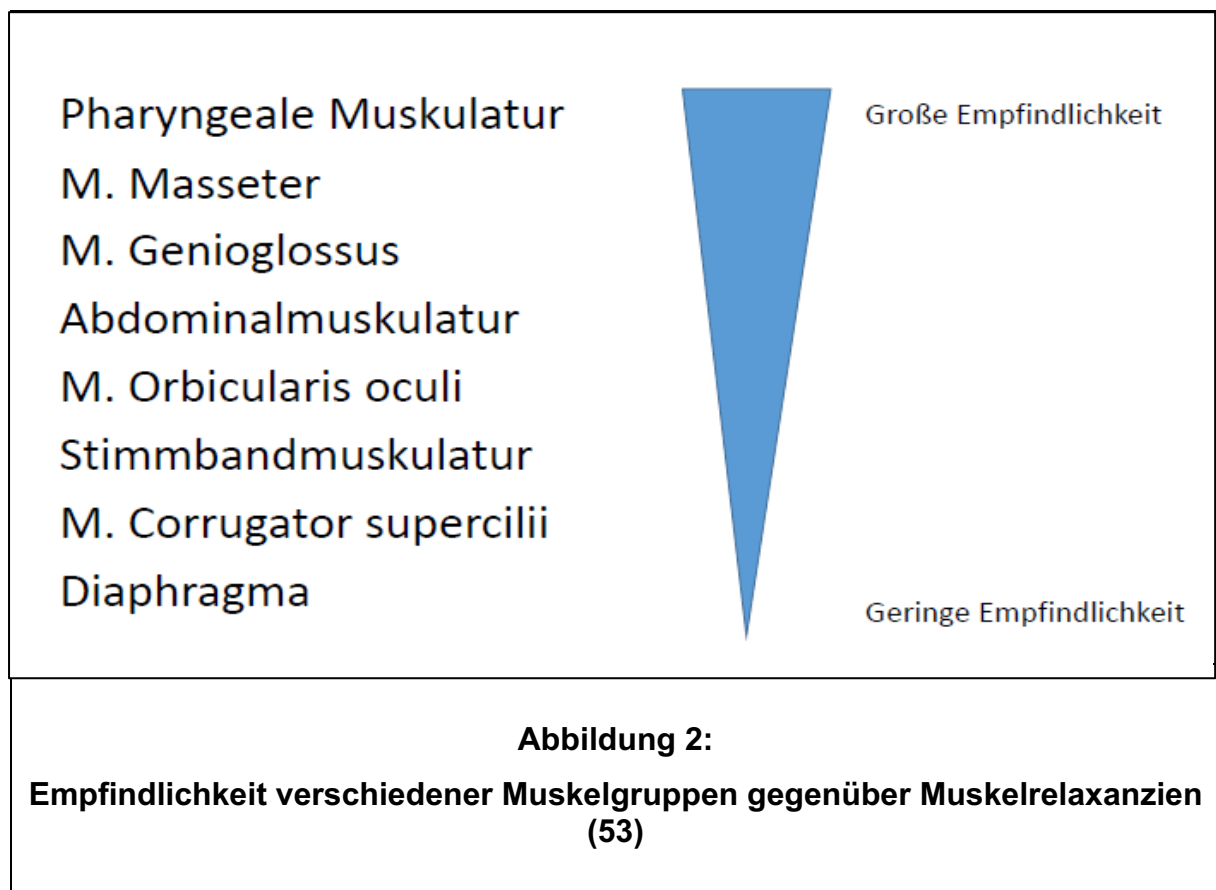 Pharyngeale Muskulatur
Große Empfindlichkeit
M. Masseter
M. Genioglossus
Abdominalmuskulatur
M. Orbicularis oculi
Stimmbandmuskulatur
M. Corrugator supercilii
Diaphragma
Geringe Empfindlichkeit
Abbildung 2:
Empfindlichkeit verschiedener Muskelgruppen gegenüber Muskelrelaxanzien
(53)